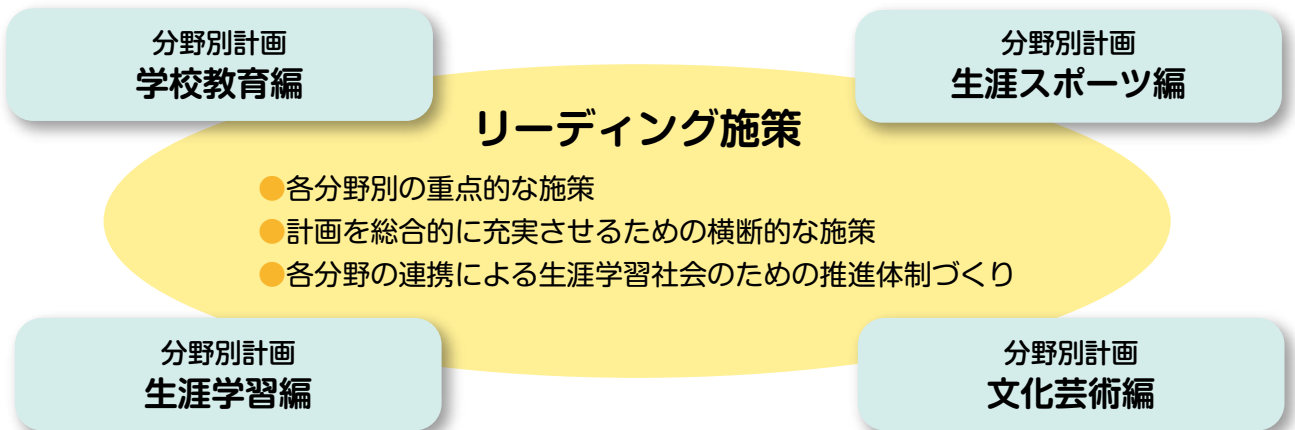 分野別計画
学校教育編
分野別計画
生涯スポーツ編
リーディング施策
●各分野別の重点的な施策
●計画を総合的に充実させるための横断的な施策
●各分野の連携による生涯学習社会のための推進体制づくり
分野別計画
生涯学習編
分野別計画
文化芸術編